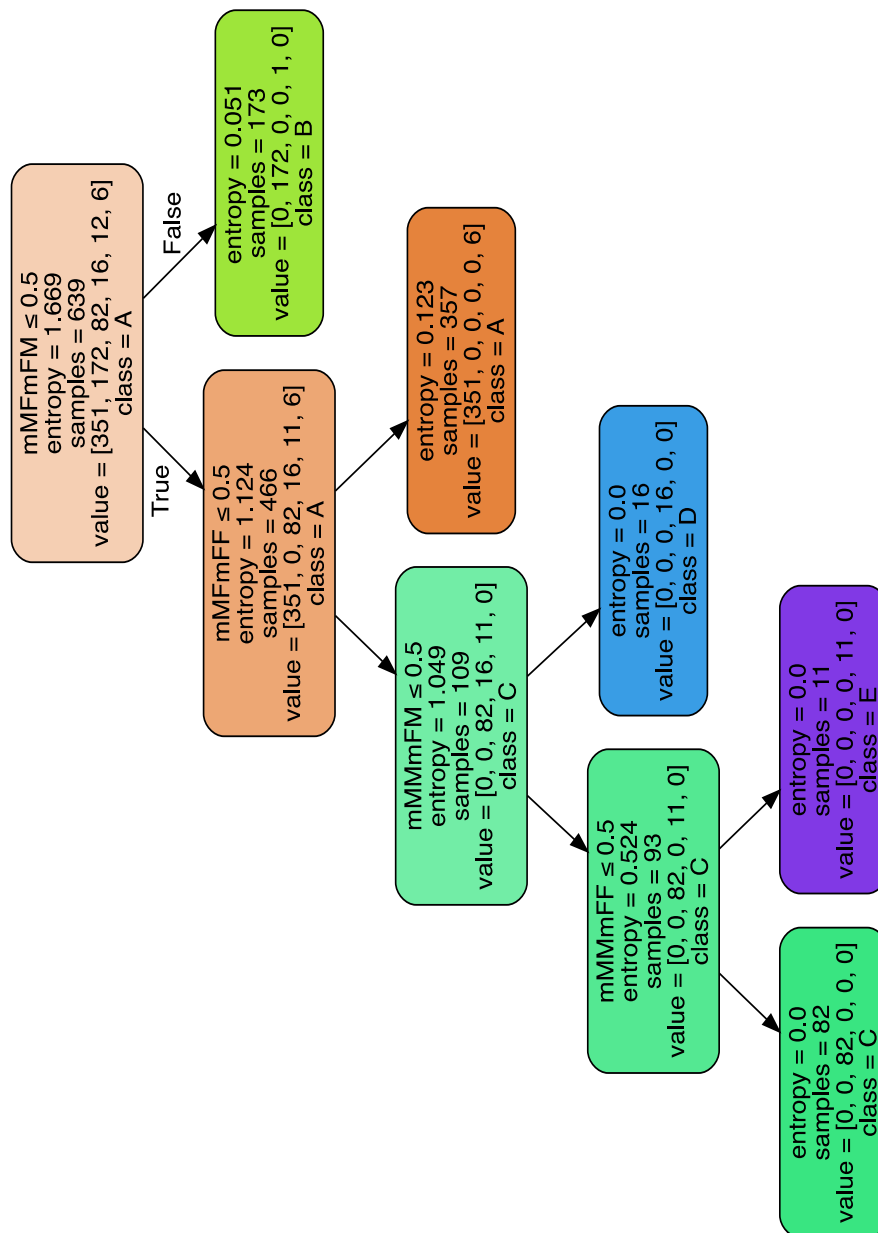 mMFmFM ≤ 0.5
entropy = 1.669
samples = 639
value = [351, 172, 82, 16, 12, 6]
class = A
True
False
mMFmFF ≤ 0.5
entropy = 1.124
samples = 466
value = [351, 0, 82, 16, 11, 6]
class = A
entropy = 0.051
samples = 173
value = [0, 172, 0, 0, 1, 0]
class = B
mMMmFM ≤ 0.5
entropy = 1.049
samples = 109
value = [0, 0, 82, 16, 11, 0]
class = C
entropy = 0.123
samples = 357
value = [351, 0, 0, 0, 0, 6]
class = A
mMMmFF ≤ 0.5
entropy = 0.524
samples = 93
value = [0, 0, 82, 0, 11, 0]
class = C
entropy = 0.0
samples = 16
value = [0, 0, 0, 16, 0, 0]
class = D
entropy = 0.0
samples = 82
value = [0, 0, 82, 0, 0, 0]
class = C
entropy = 0.0
samples = 11
value = [0, 0, 0, 0, 11, 0]
class = E